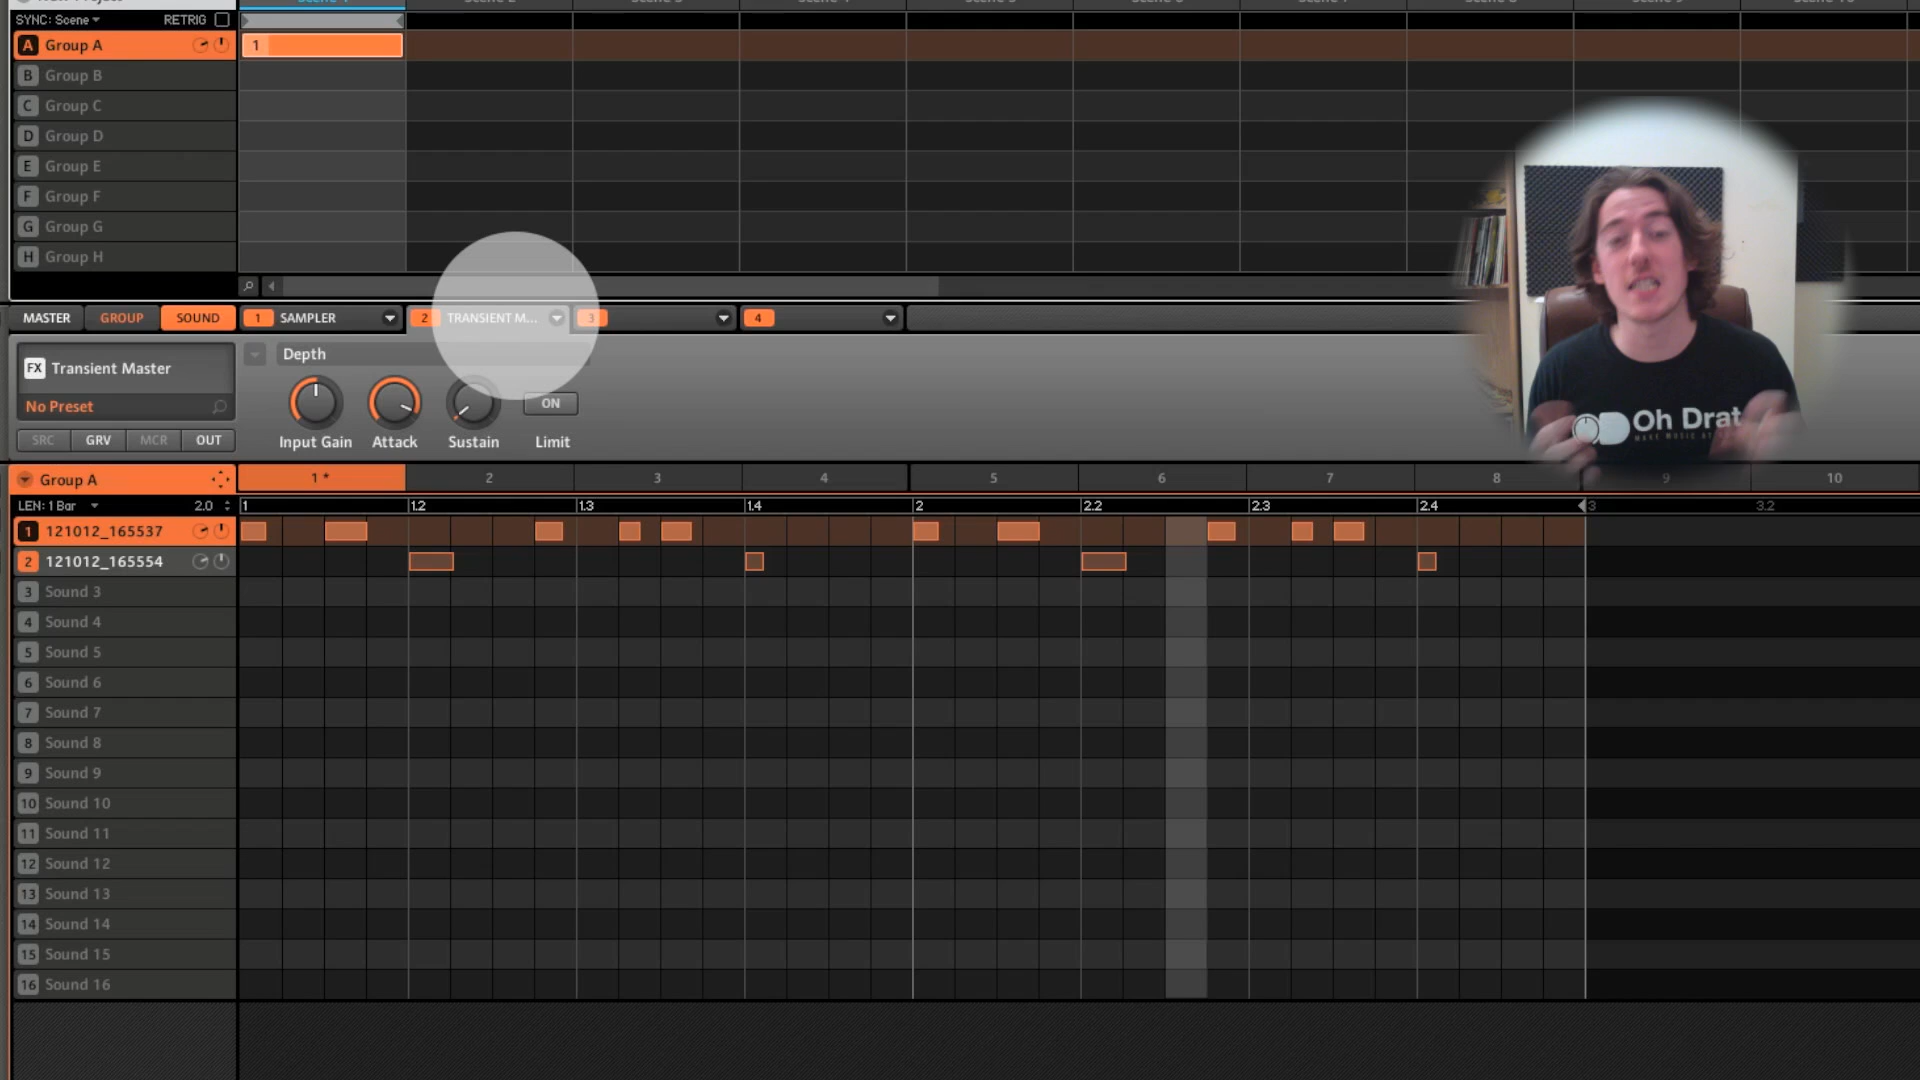 SYNC: Scene RETRIG
A Group A 1
B Group B
C Group C
D Group D
E Group E
F Group F
G Group G
H Group H
MASTER GROUP SOUND 1 SAMPLER 2 TRANSIENT M... 3 4
FX Transient Master
No Preset
SRC GRV MCR OUT
Depth
ON
Input Gain Attack Sustain Limit
Oh Drat
MAKE MUSIC AT
Group A 1* 2 3 4 5 6 7 8 9 10
LEN: 1 Bar 2.0 1 1.2 1.3 1.4 2 2.2 2.3 2.4 3 3.2
1 121012_165537
2 121012_165554
3 Sound 3
4 Sound 4
5 Sound 5
6 Sound 6
7 Sound 7
8 Sound 8
9 Sound 9
10 Sound 10
11 Sound 11
12 Sound 12
13 Sound 13
14 Sound 14
15 Sound 15
16 Sound 16